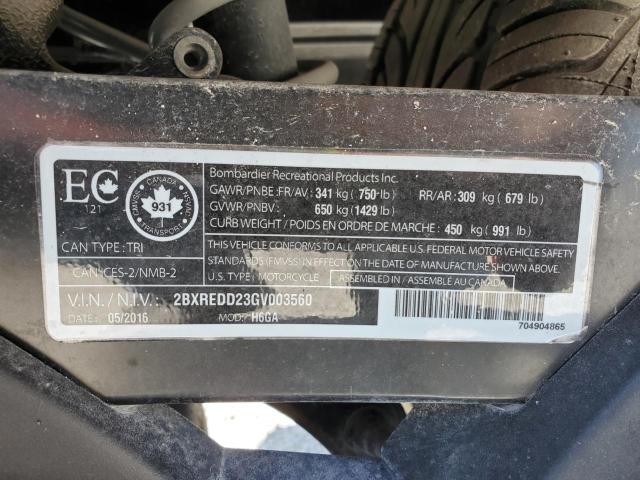 EC
121
CANADA
CMVSS
NSVAC
931
TRANSPORT
CAN TYPE: TRI
CAN-ICES-2/NMB-2
Bombardier Recreational Products Inc.
GAWR/PNBE: FR/AV: 341 kg ( 750 lb) RR/AR: 309 kg ( 679 lb )
GVWR/PNBV: 650 kg (1429 lb)
CURB WEIGHT / POIDS EN ORDRE DE MARCHE : 450 kg ( 991 lb)
THIS VEHICLE CONFORMS TO ALL APPLICABLE U.S. FEDERAL MOTOR VEHICLE SAFETY
STANDARDS (FMVSS) IN EFFECT ON THE DATE OF MANUFACTURE SHOWN ABOVE.
U.S. TYPE: MOTORCYCLE ASSEMBLED IN / ASSEMBLÉ AU CANADA
V.I.N. / N.I.V. : 2BXREDD23GV003560
DATE: 05/2016 MOD.: H6GA
704904865